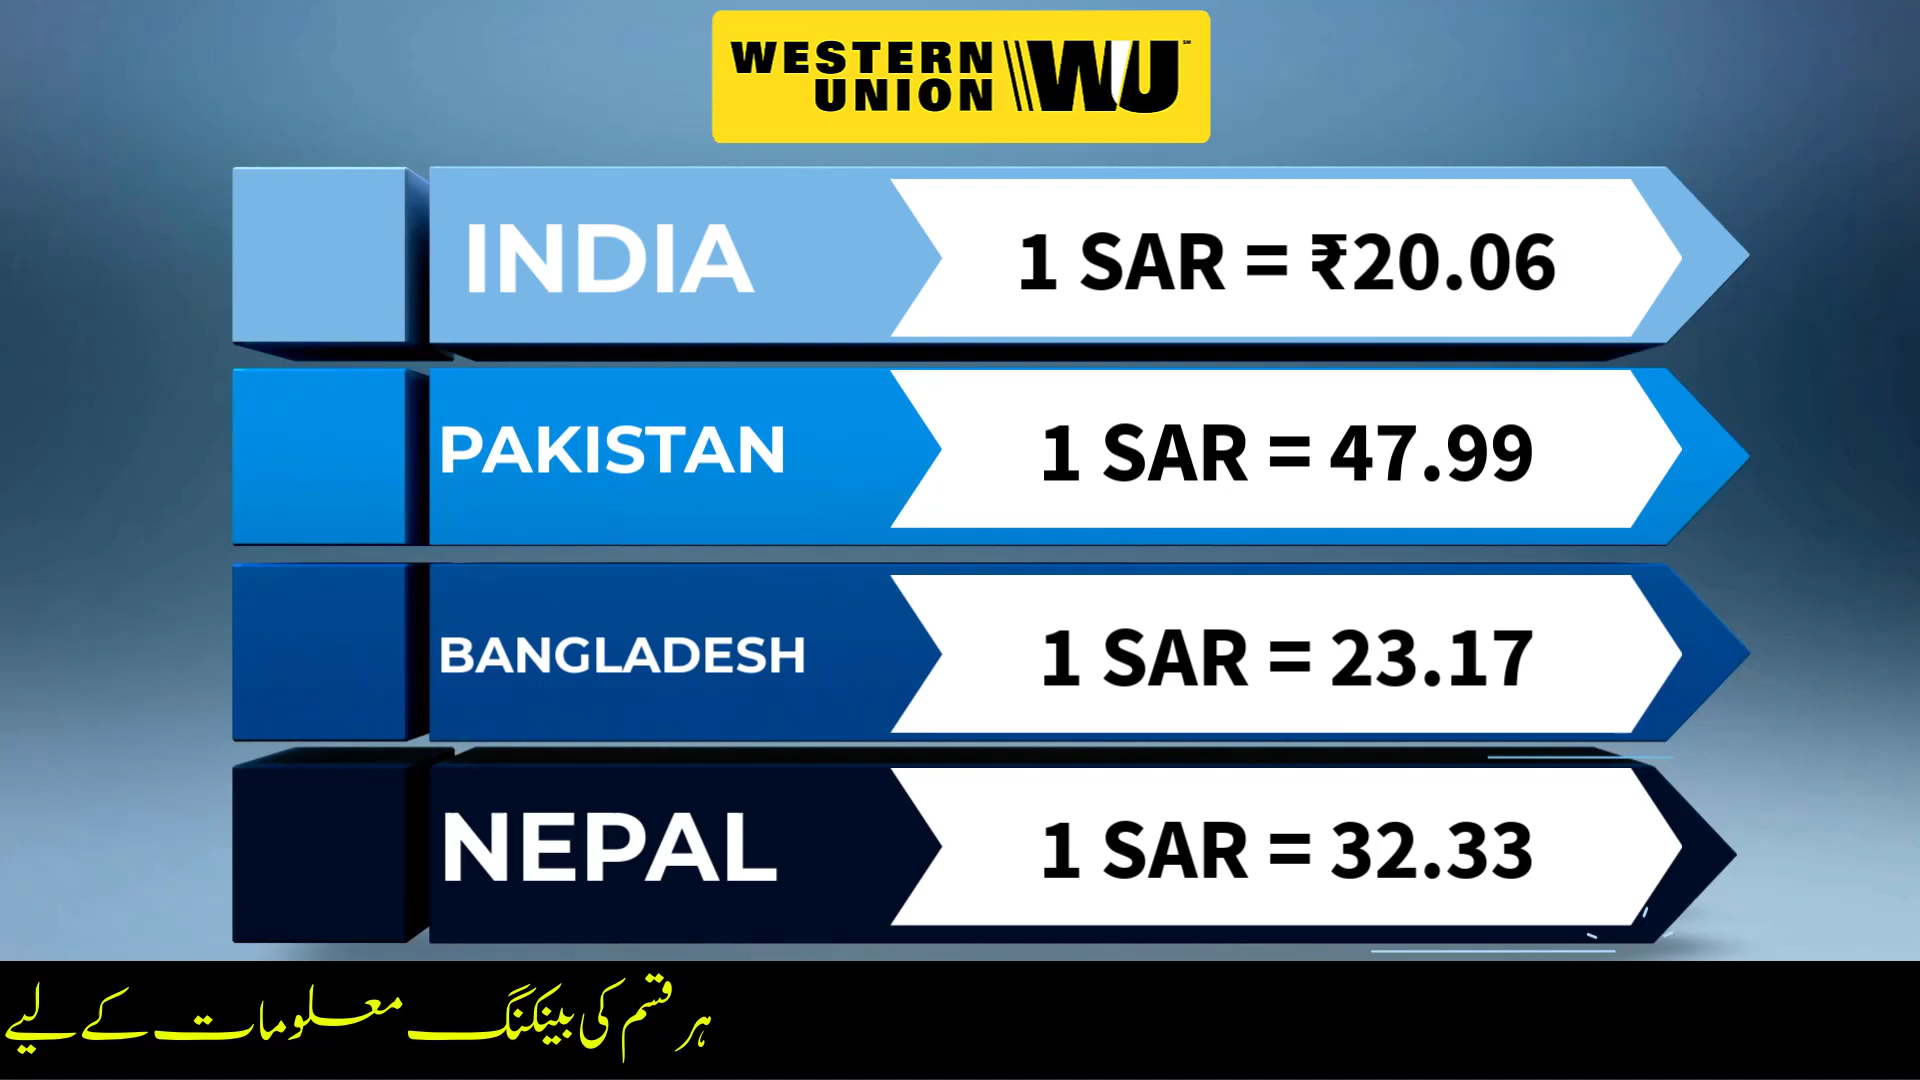 WESTERN
UNION WU
INDIA 1 SAR = ₹20.06
PAKISTAN 1 SAR = 47.99
BANGLADESH 1 SAR = 23.17
NEPAL 1 SAR = 32.33
ہر قسم کی بینکنگ معلومات کے لیے